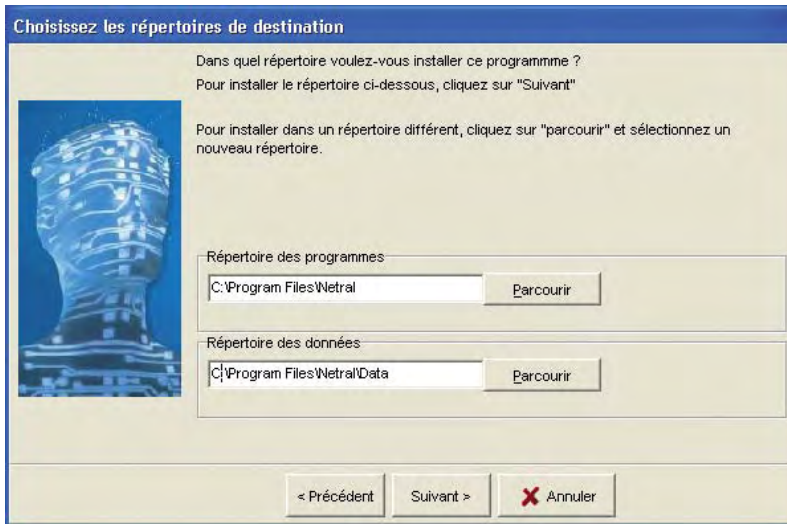 Choisissez les répertoires de destination
Dans quel répertoire voulez-vous installer ce programmme ?
Pour installer le répertoire ci-dessous, cliquez sur "Suivant"
Pour installer dans un répertoire différent, cliquez sur "parcourir" et sélectionnez un
nouveau répertoire.
Répertoire des programmes
C:\Program Files\Netral
Parcourir
Répertoire des données
C:\Program Files\Netral\Data
Parcourir
< Précédent
Suivant >
Annuler